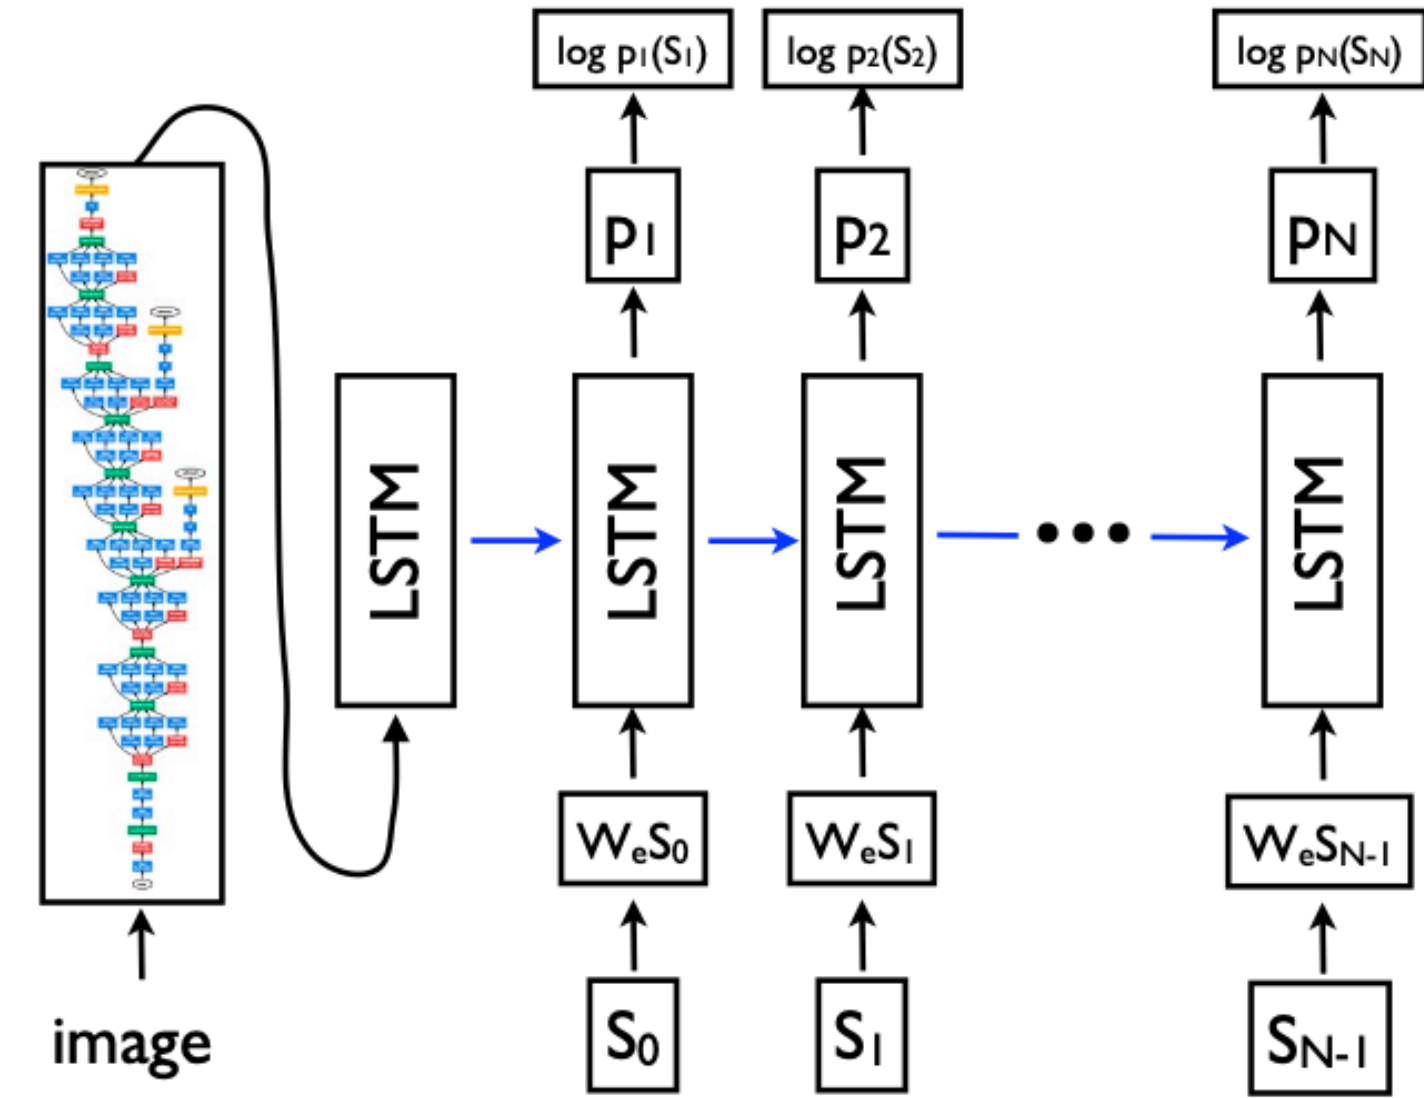 log p1(S1)
log p2(S2)
log pN(SN)
p1
p2
pN
LSTM
LSTM
LSTM
LSTM
WeS0
WeS1
WeSN-1
image
S0
S1
SN-1